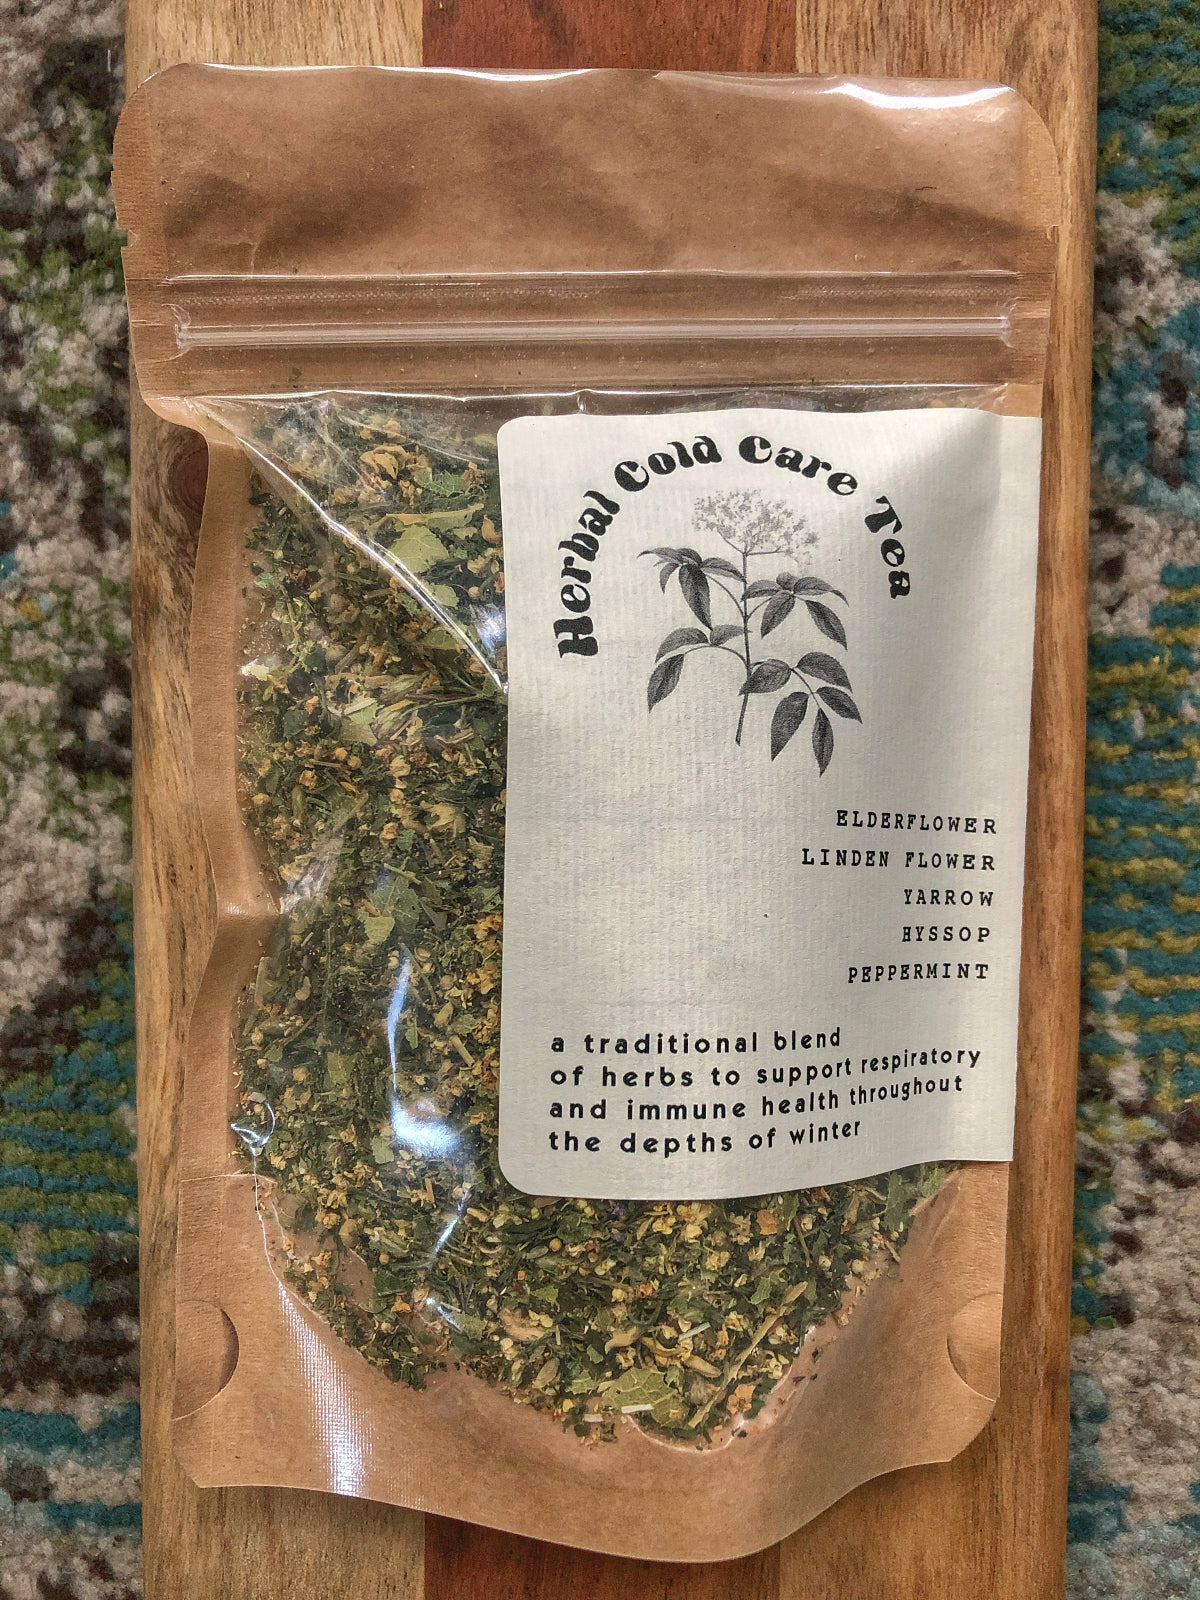 Herbal Cold Care Tea
ELDERFLOWER
LINDEN FLOWER
YARROW
HYSSOP
PEPPERMINT
a traditional blend
of herbs to support respiratory
and immune health throughout
the depths of winter